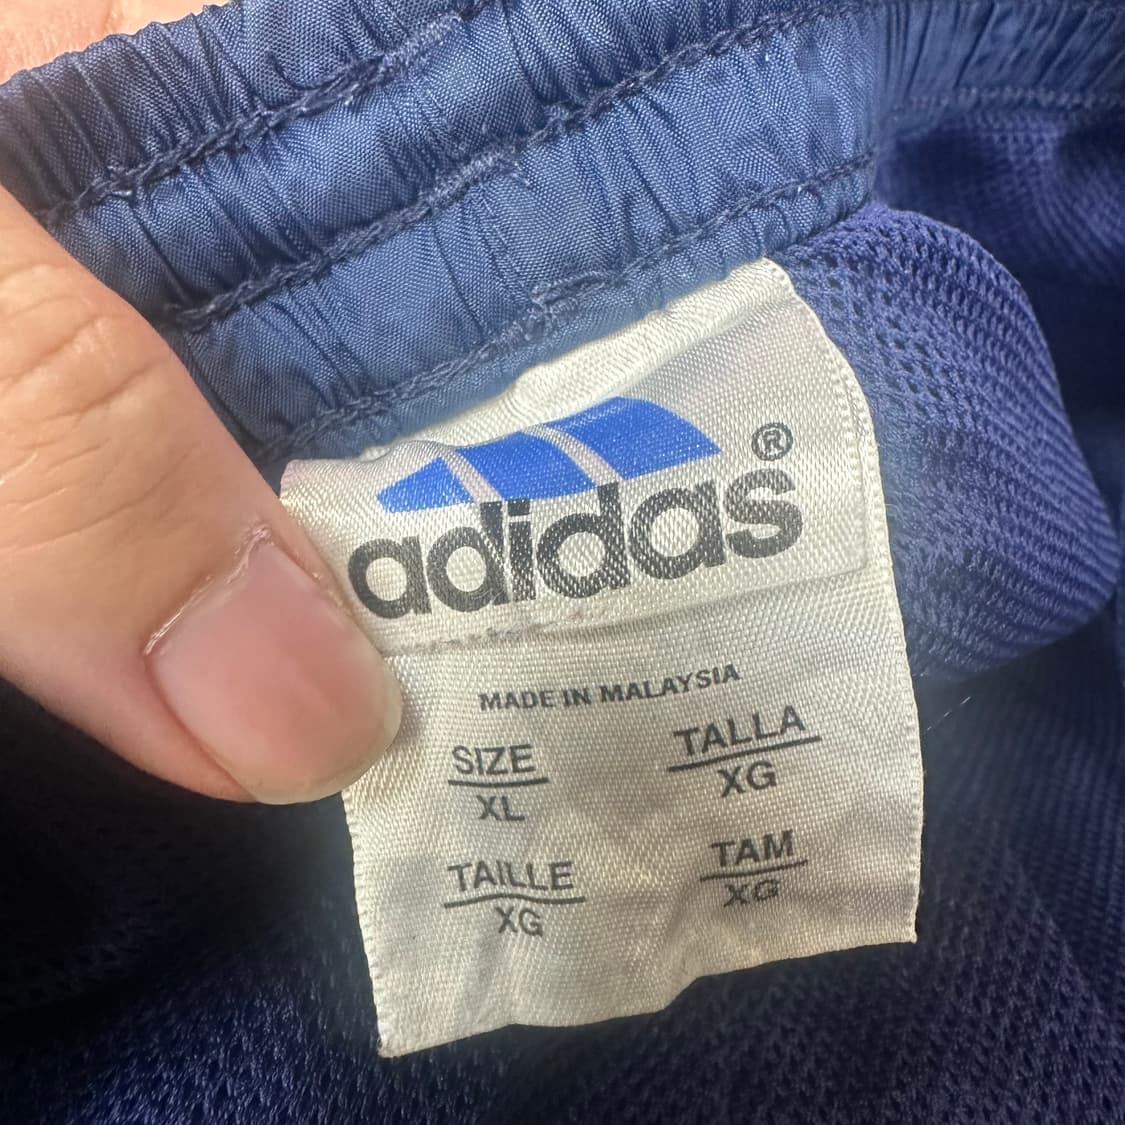 adidas®
MADE IN MALAYSIA
SIZE
XL
TALLA
XG
TAILLE
XG
TAM
XG